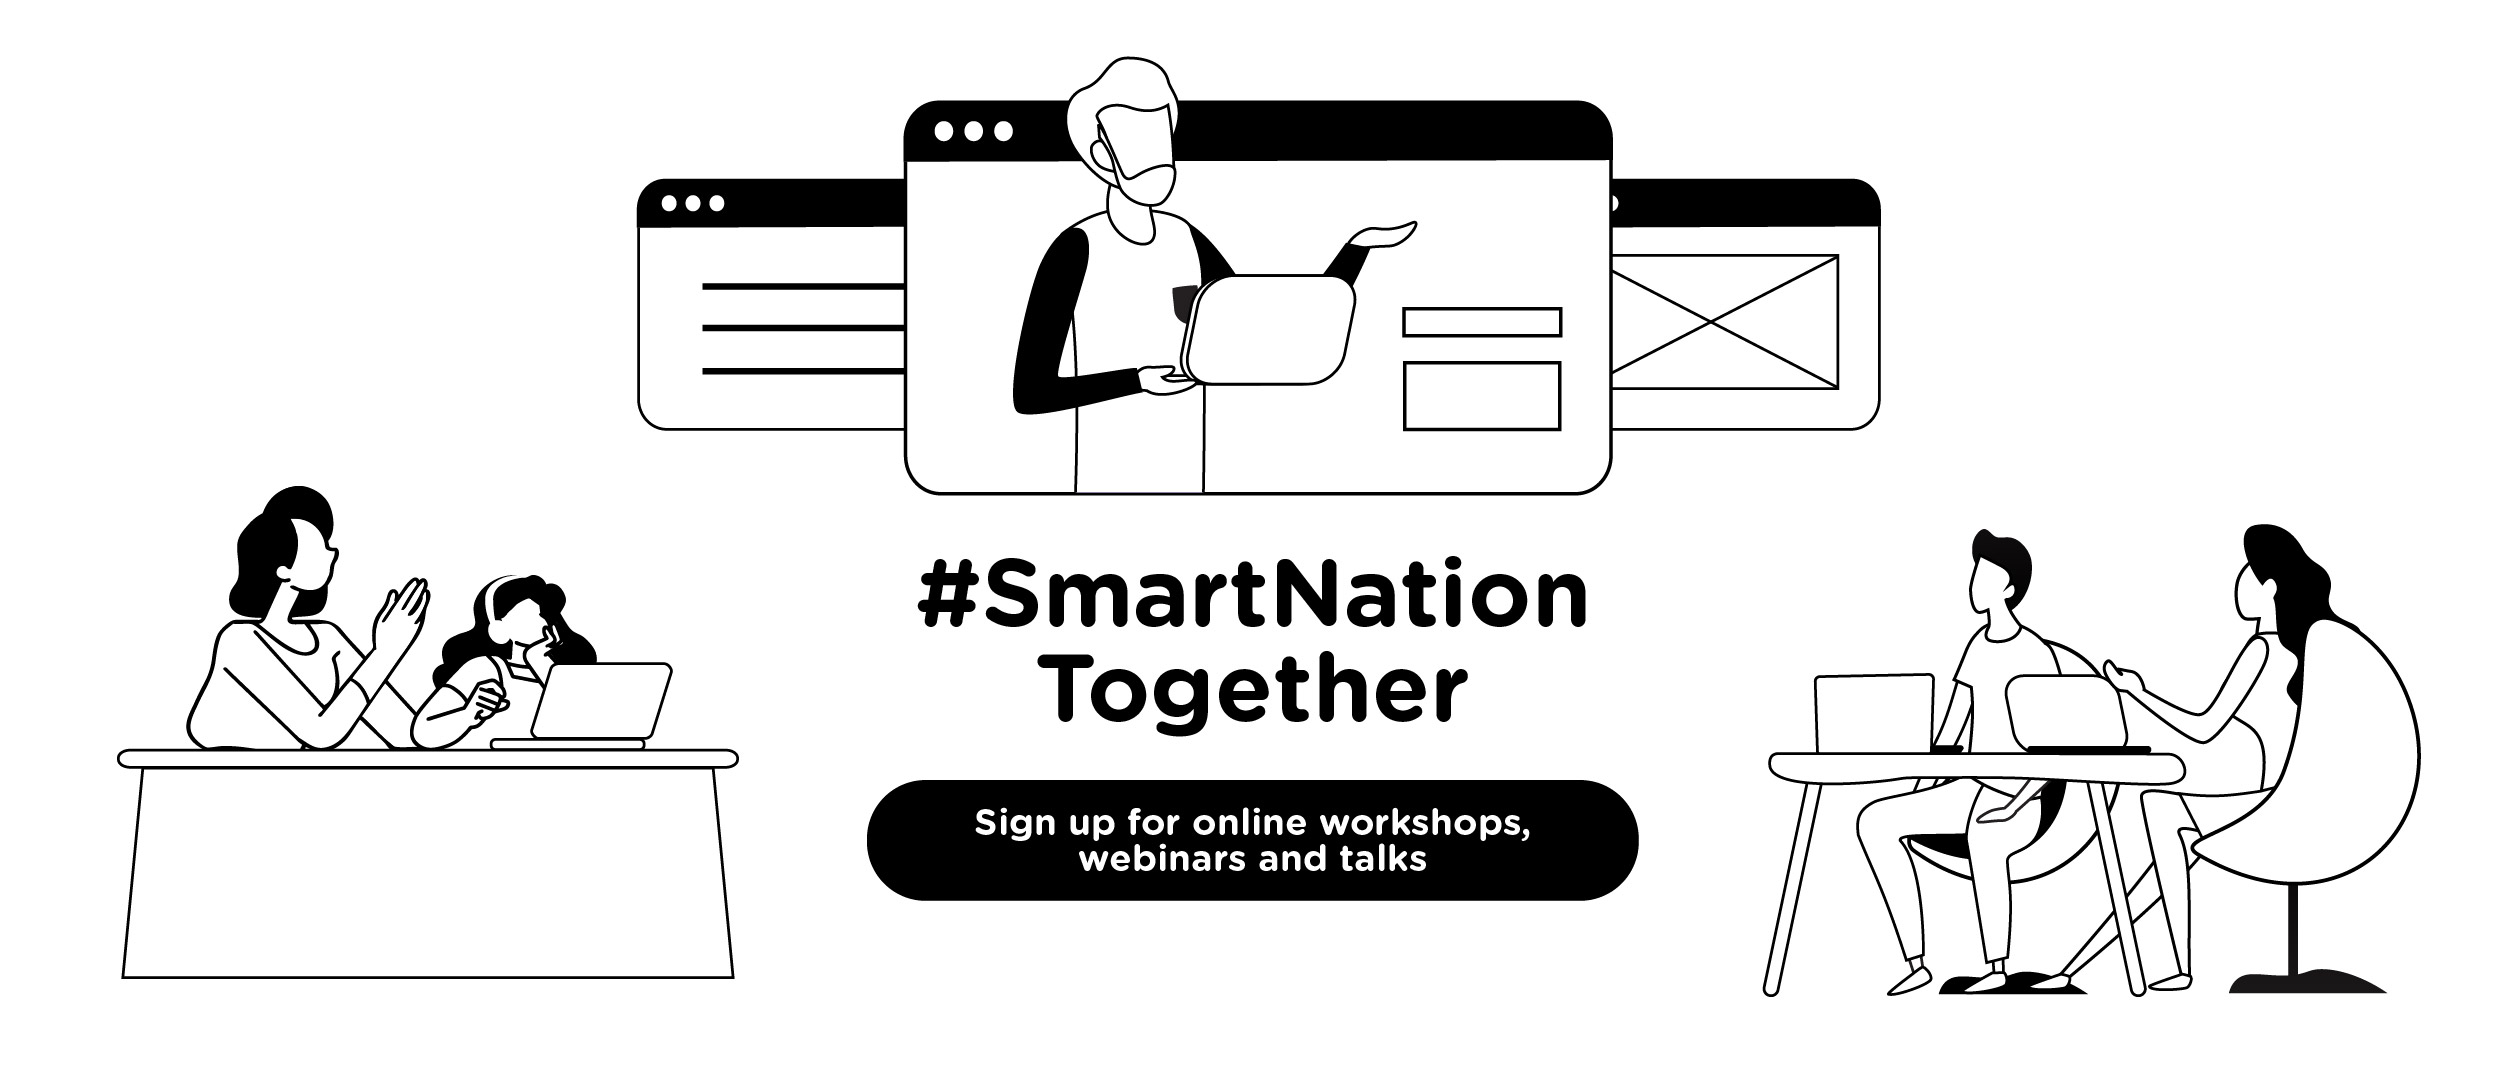 #SmartNation
Together
Sign up for online workshops,
webinars and talks